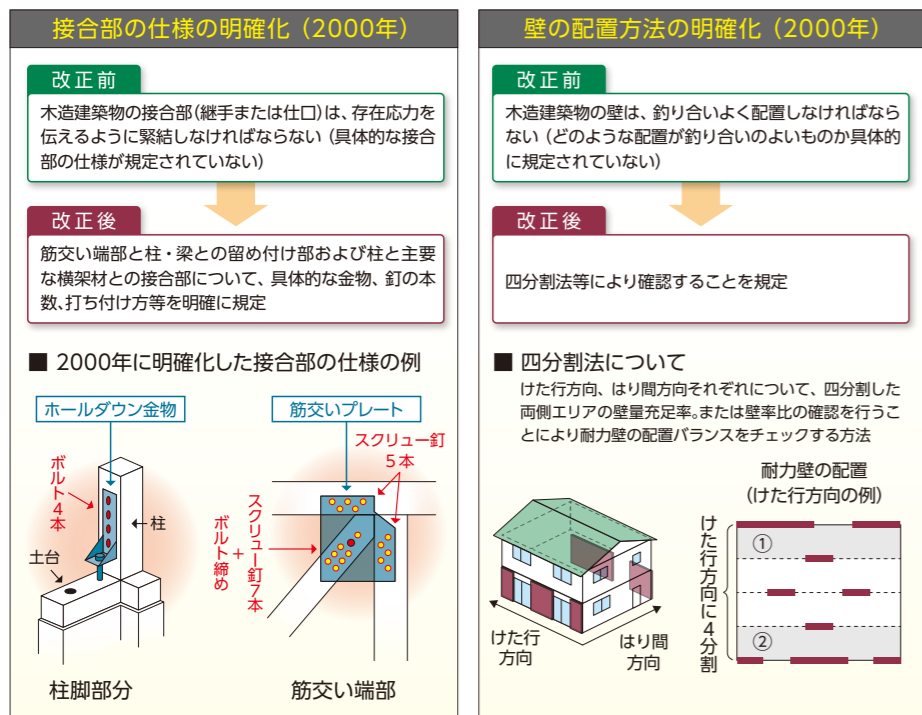 接合部の仕様の明確化（2000年）
改正前
木造建築物の接合部（継手または仕口）は、存在応力を
伝えるように緊結しなければならない（具体的な接合
部の仕様が規定されていない）
改正後
筋交い端部と柱・梁との留め付け部および柱と主要
な横架材との接合部について、具体的な金物、釘の本
数、打ち付け方等を明確に規定
■ 2000年に明確化した接合部の仕様の例
ホールダウン金物
ボルト4本
柱
土台
柱脚部分
筋交いプレート
スクリュー釘
5本
スクリュー釘7本
＋
ボルト締め
筋交い端部
壁の配置方法の明確化（2000年）
改正前
木造建築物の壁は、釣り合いよく配置しなければなら
ない（どのような配置が釣り合いのよいものか具体的
に規定されていない）
改正後
四分割法等により確認することを規定
■ 四分割法について
けた行方向、はり間方向それぞれについて、四分割した
両側エリアの壁量充足率。または壁率比の確認を行うこ
とにより耐力壁の配置バランスをチェックする方法
けた行
方向
はり間
方向
耐力壁の配置
（けた行方向の例）
けた行方向に4分割
①
②